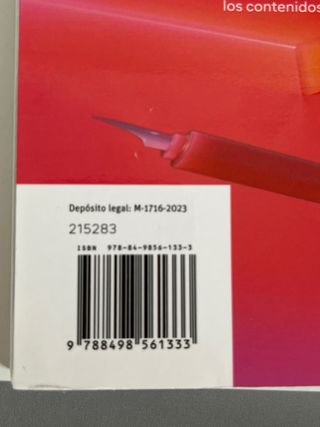 los contenidos
Depósito legal: M-1716-2023
215283
ISBN 978-84-9856-133-3
9 788498 561333